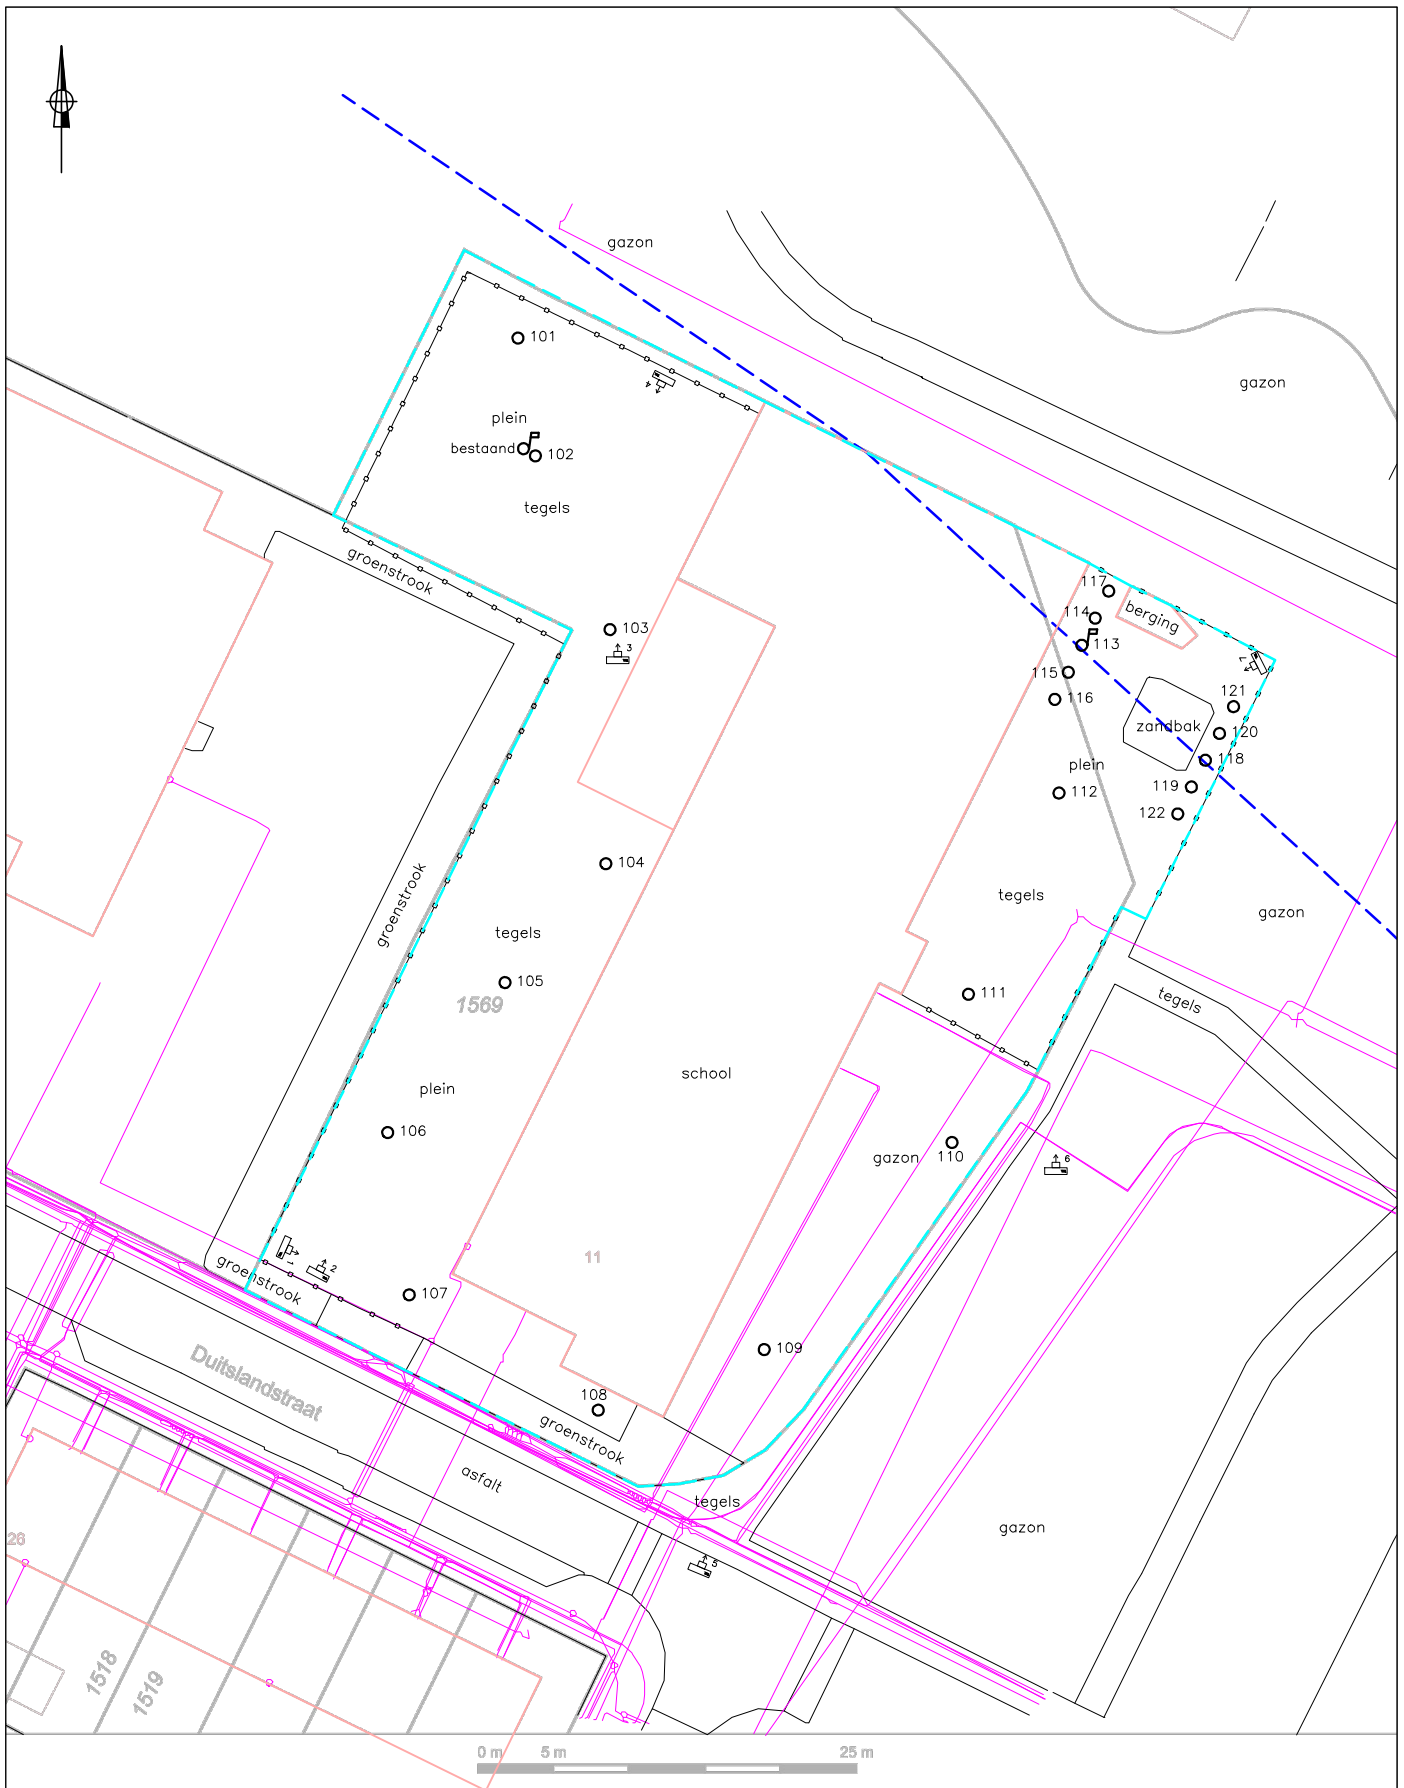 gazon
101
4
gazon
plein
bestaand
102
tegels
groenstrook
117
berging
114
103
3
113
7
115
116
121
zandbak
120
118
plein
119
112
122
104
groenstrook
tegels
tegels
gazon
105
111
1569
tegels
school
plein
106
110
gazon
6
11
1
2
groenstrook
107
109
Duitslandstraat
108
groenstrook
asfalt
tegels
gazon
26
5
1518
1519
0 m 5 m 25 m